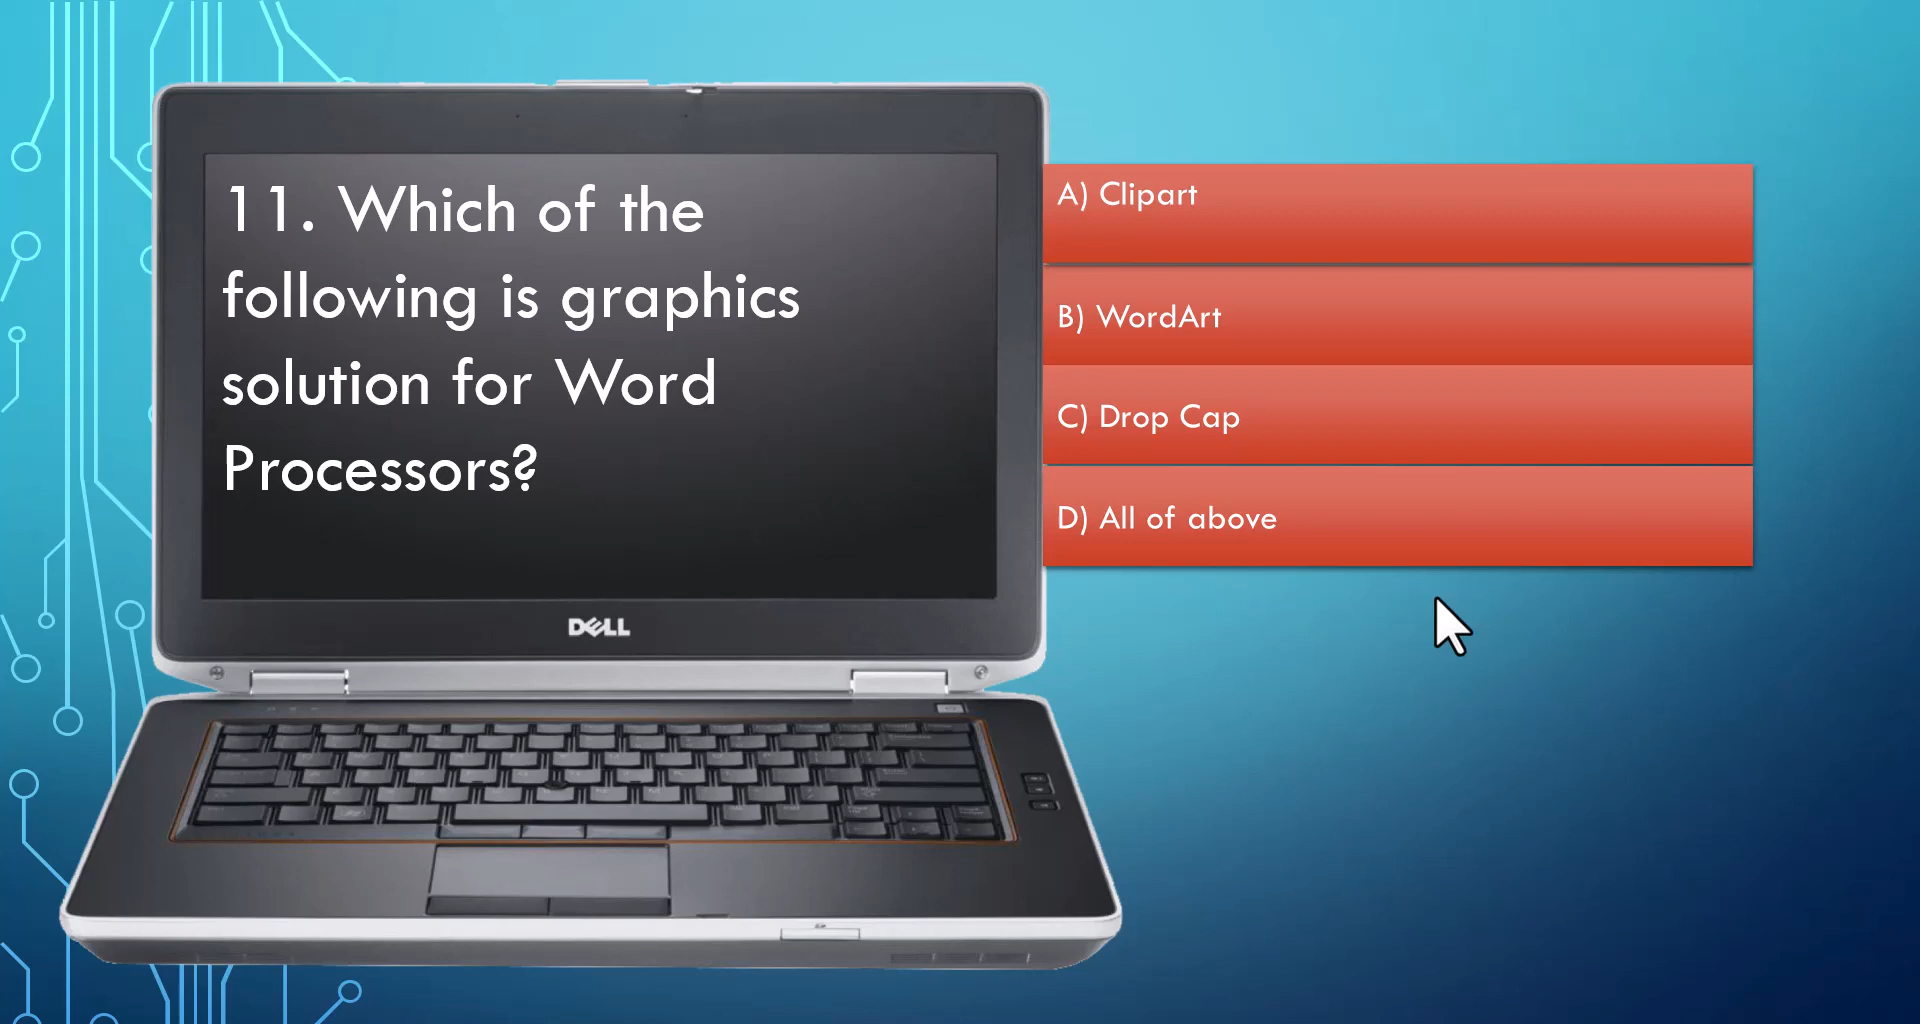 11. Which of the
following is graphics
solution for Word
Processors?
A) Clipart
B) WordArt
C) Drop Cap
D) All of above
DELL